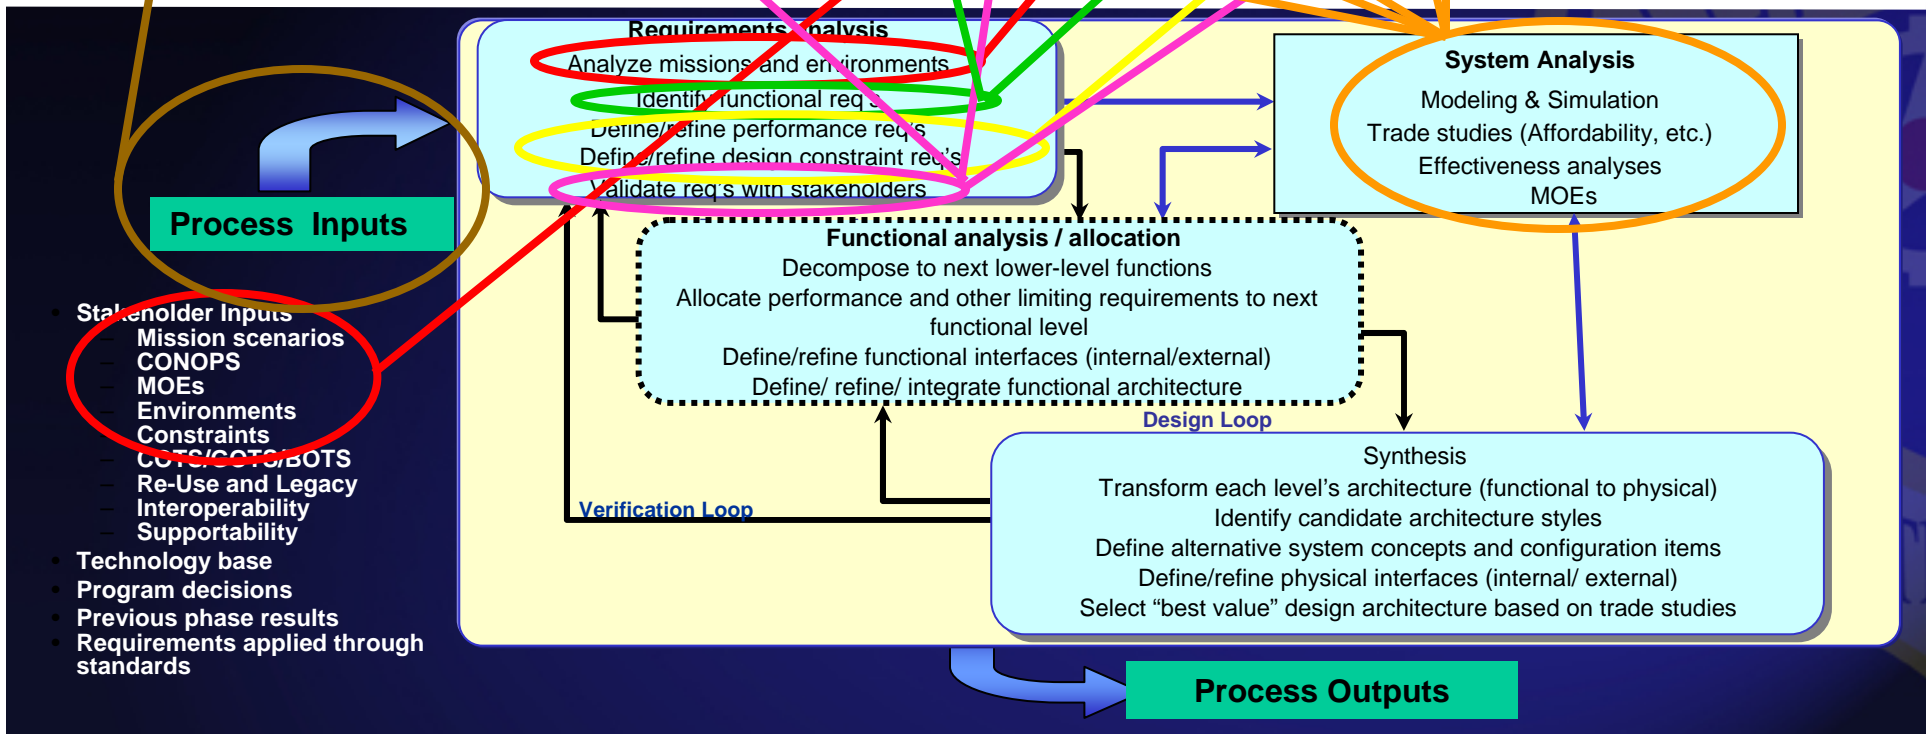 Requirements Analysis
Analyze missions and environments
Identify functional req's
Define/refine performance req's
Define/refine design constraint req's
Validate req's with stakeholders
System Analysis
Modeling & Simulation
Trade studies (Affordability, etc.)
Effectiveness analyses
MOEs
Process Inputs
• Stakeholder Inputs
– Mission scenarios
– CONOPS
– MOEs
– Environments
– Constraints
– COTS/GOTS/BOTS
– Re-Use and Legacy
– Interoperability
– Supportability
• Technology base
• Program decisions
• Previous phase results
• Requirements applied through
standards
Functional analysis / allocation
Decompose to next lower-level functions
Allocate performance and other limiting requirements to next
functional level
Define/refine functional interfaces (internal/external)
Define/ refine/ integrate functional architecture
Design Loop
Verification Loop
Synthesis
Transform each level’s architecture (functional to physical)
Identify candidate architecture styles
Define alternative system concepts and configuration items
Define/refine physical interfaces (internal/ external)
Select “best value” design architecture based on trade studies
Process Outputs